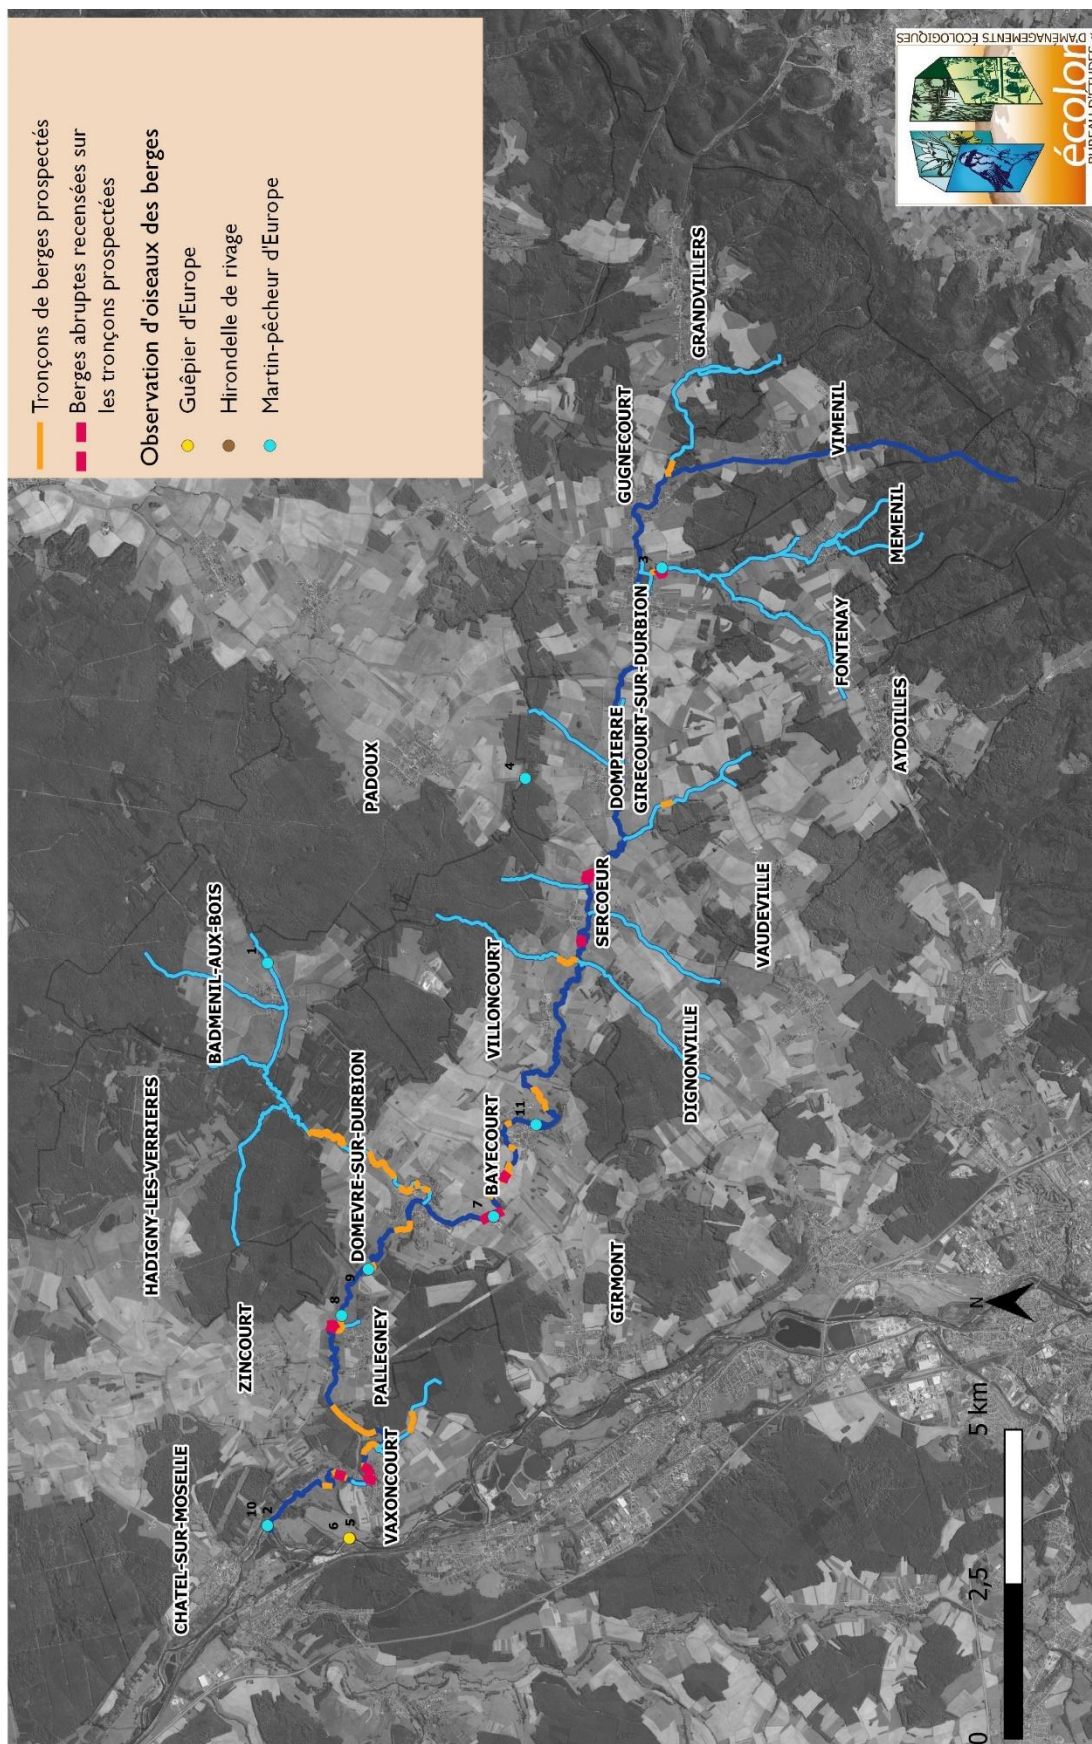 Tronçons de berges prospectés
Berges abruptes recensées sur
les tronçons prospectées
Observation d'oiseaux des berges
Guêpier d'Europe
Hirondelle de rivage
Martin-pêcheur d'Europe
CHATEL-SUR-MOSELLE
HADIGNY-LES-VERRIERES
BADMENIL-AUX-BOIS
ZINCOURT
1
10
2
DOMEVRE-SUR-DURBION
PADOUX
8
9
6
5
PALLEGNEY
VAXONCOURT
7
BAYECOURT
VILLONCOURT
11
4
GIRMONT
SERCOEUR
DOMPIERRE
GIRECOURT-SUR-DURBION
3
GUGNECOURT
GRANDVILLERS
DIGNONVILLE
VAUDEVILLE
FONTENAY
VIMENIL
MEMENIL
AYDOILLES
N
0 2,5 5 km
écolor
D'AMÉNAGEMENTS ÉCOLOGIQUES